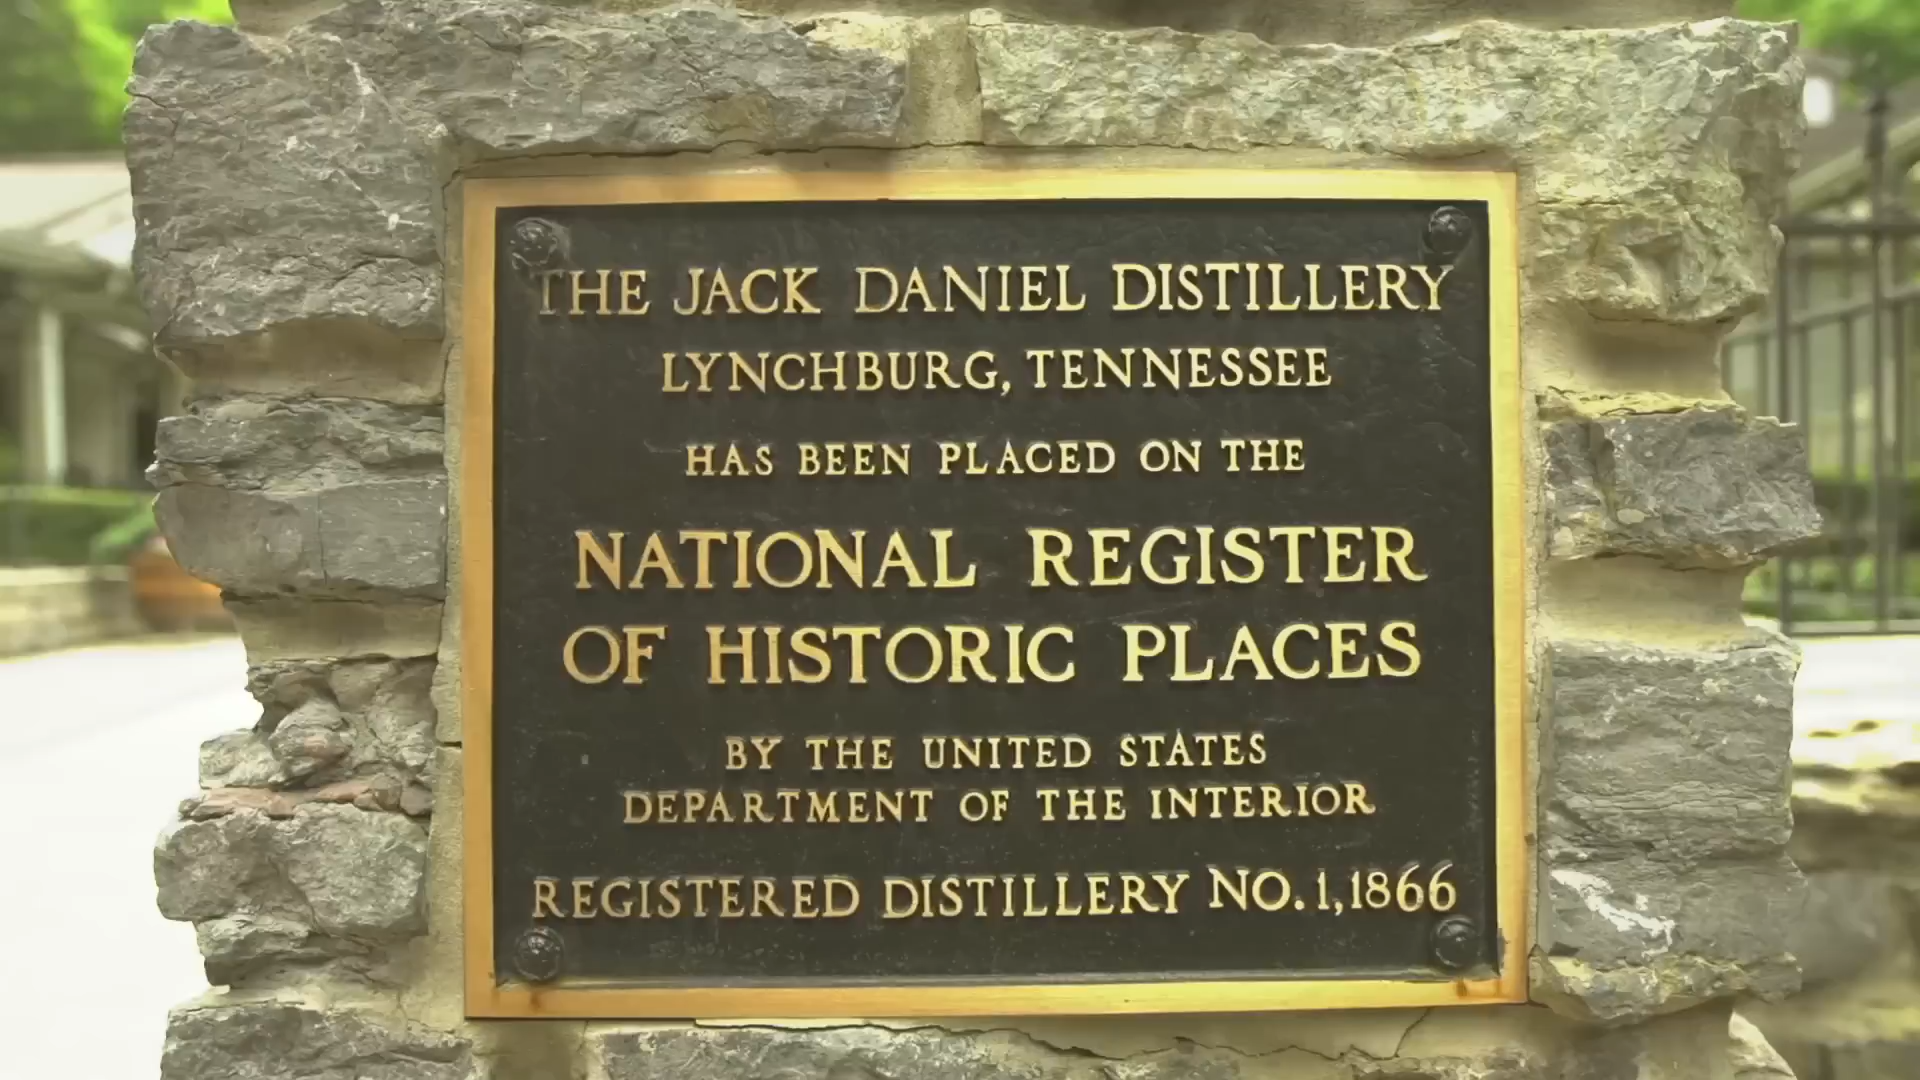 THE JACK DANIEL DISTILLERY
LYNCHBURG, TENNESSEE
HAS BEEN PLACED ON THE
NATIONAL REGISTER
OF HISTORIC PLACES
BY THE UNITED STATES
DEPARTMENT OF THE INTERIOR
REGISTERED DISTILLERY NO. 1, 1866